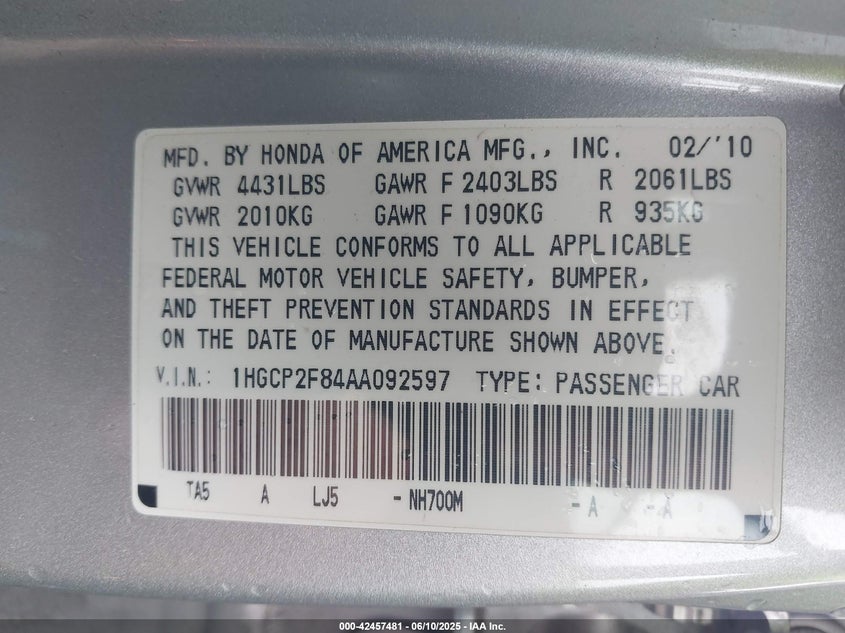 MFD. BY HONDA OF AMERICA MFG., INC. 02/'10
GVWR 4431LBS GAWR F 2403LBS R 2061LBS
GVWR 2010KG GAWR F 1090KG R 935KG
THIS VEHICLE CONFORMS TO ALL APPLICABLE
FEDERAL MOTOR VEHICLE SAFETY, BUMPER,
AND THEFT PREVENTION STANDARDS IN EFFECT
ON THE DATE OF MANUFACTURE SHOWN ABOVE.
V.I.N.: 1HGCP2F84AA092597 TYPE: PASSENGER CAR
TA5 A LJ5 - NH700M - A - A
000-42457481 - 06/10/2025 - IAA Inc.